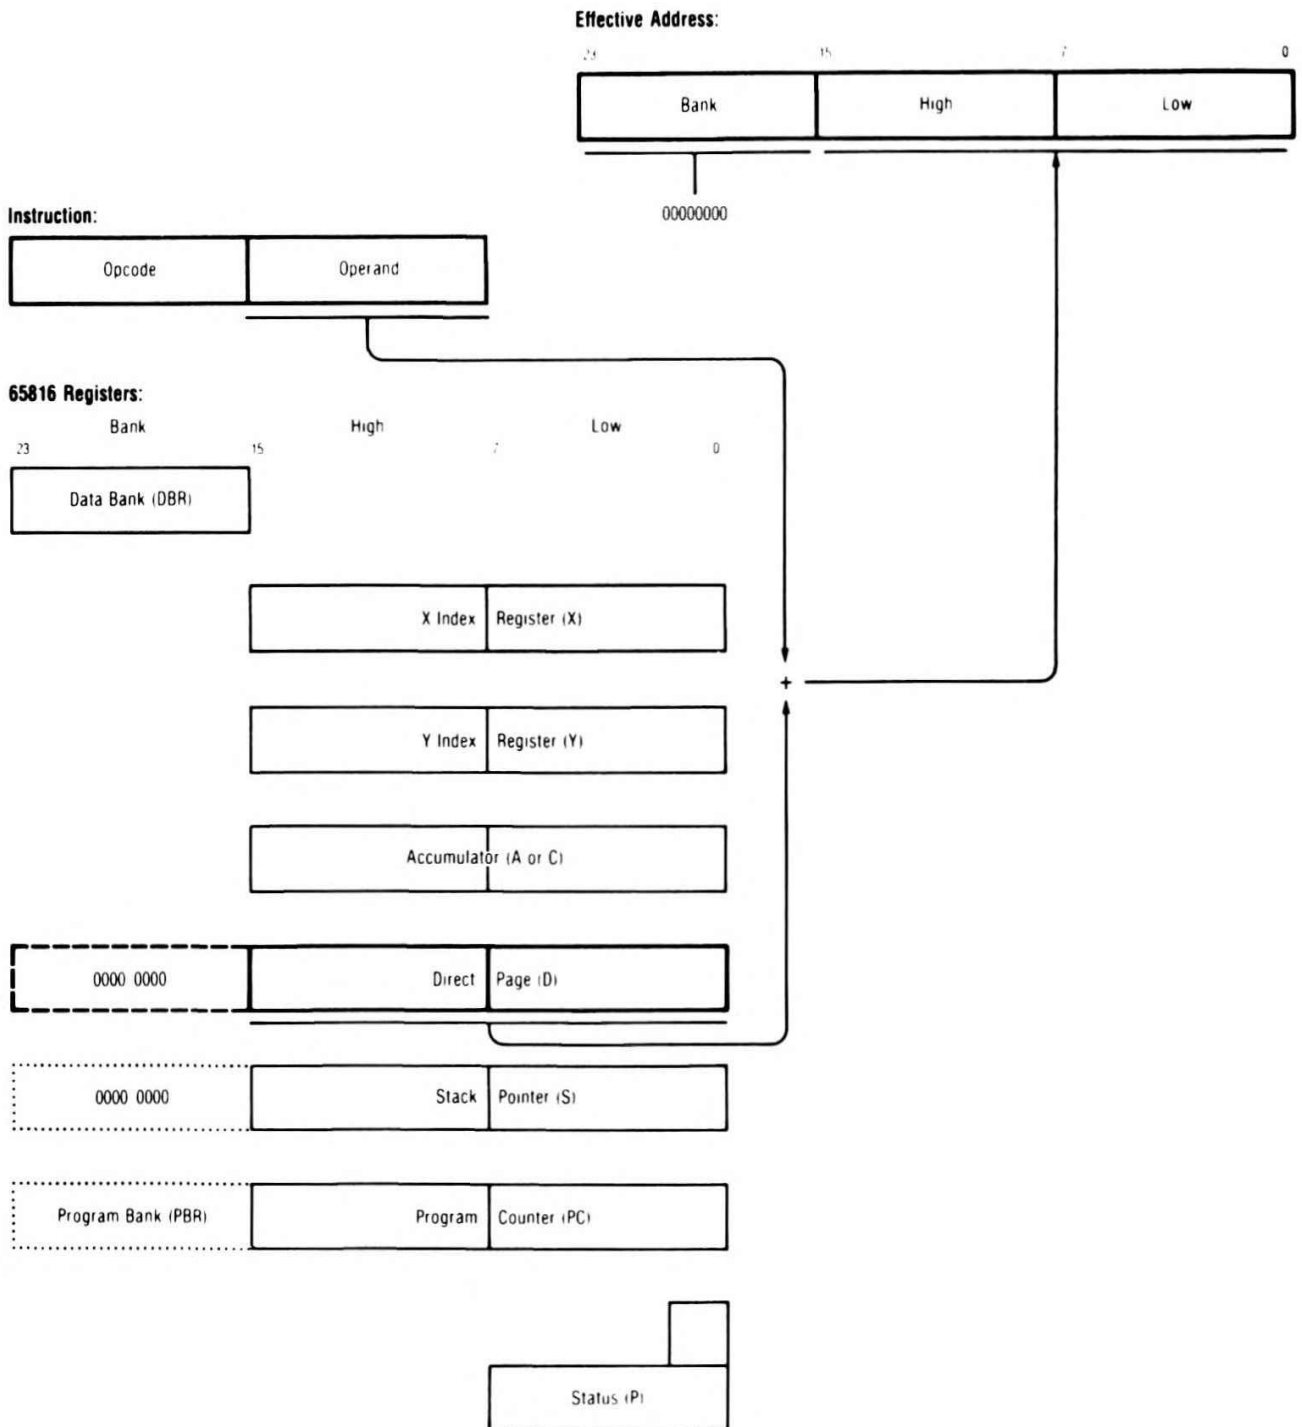 Effective Address:
23 15 7 0
Bank High Low
00000000
Instruction:
Opcode Operand
65816 Registers:
Bank High Low
23 15 7 0
Data Bank (DBR)
X Index Register (X)
+
Y Index Register (Y)
Accumulator (A or C)
0000 0000 Direct Page (D)
0000 0000 Stack Pointer (S)
Program Bank (PBR) Program Counter (PC)
Status (P)